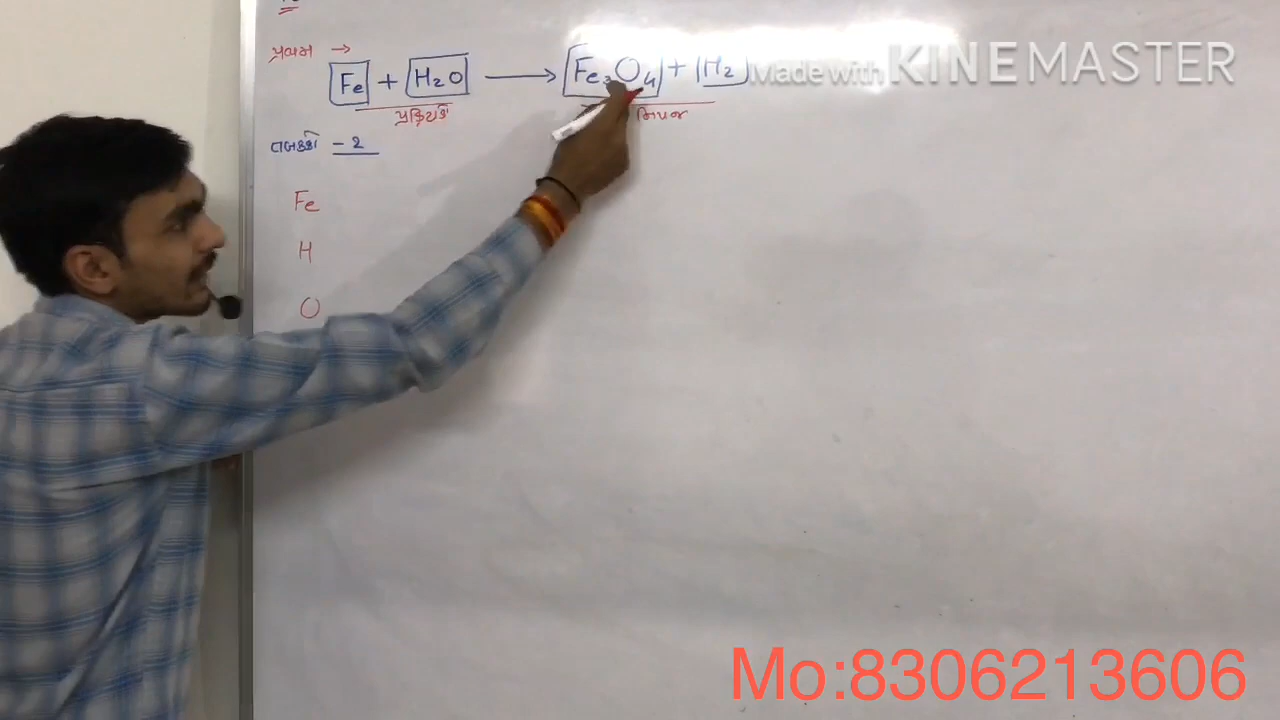 પ્રથમ →
Fe + H₂O → Fe₃O₄ + H₂
પ્રક્રિયકો નીપજ
તબક્કો - 2
Fe
H
O
Made with KINEMASTER
Mo:8306213606